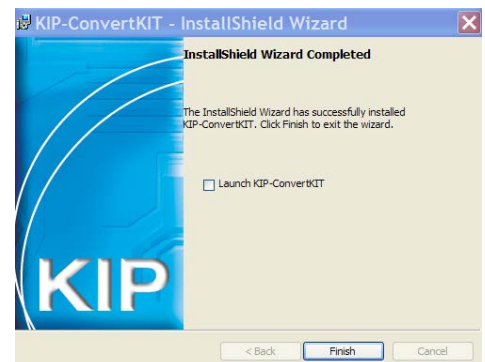 KIP-ConvertKIT - InstallShield Wizard
InstallShield Wizard Completed
The InstallShield Wizard has successfully installed
KIP-ConvertKIT. Click Finish to exit the wizard.
Launch KIP-ConvertKIT
KIP
< Back
Finish
Cancel